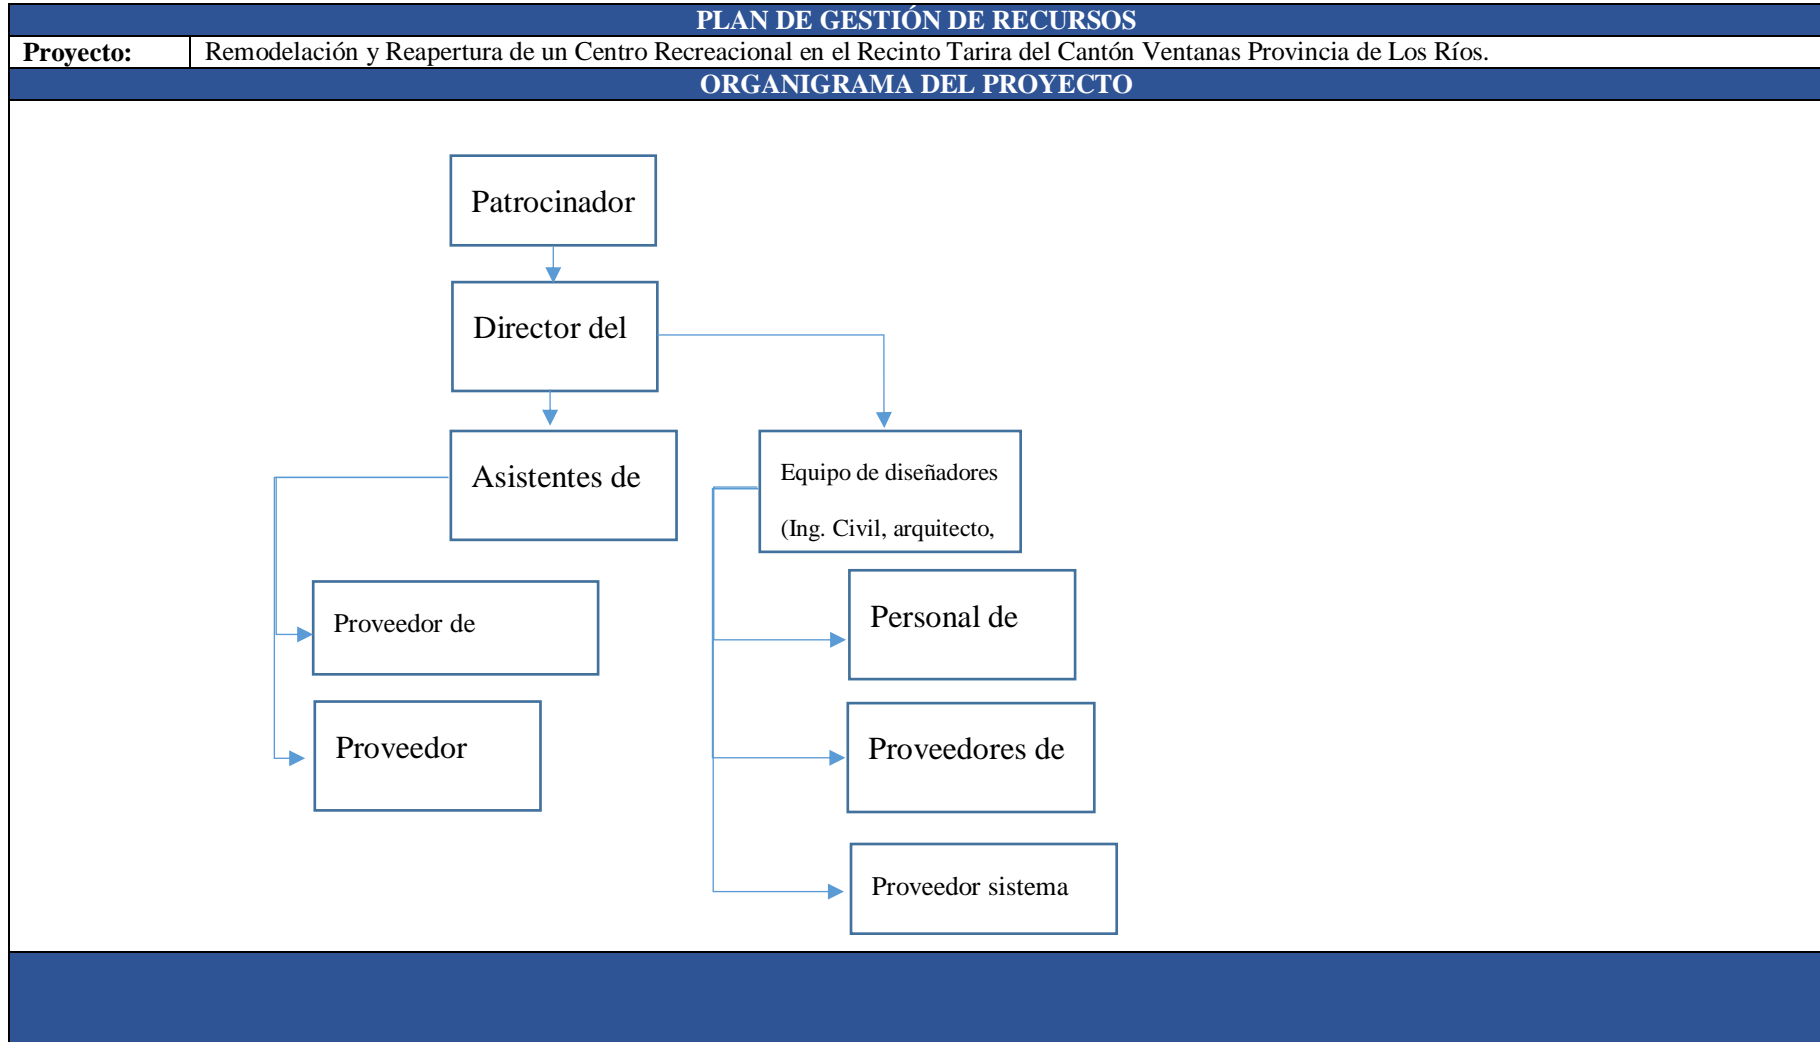 PLAN DE GESTIÓN DE RECURSOS
Proyecto: Remodelación y Reapertura de un Centro Recreacional en el Recinto Tarira del Cantón Ventanas Provincia de Los Ríos.
ORGANIGRAMA DEL PROYECTO
Patrocinador
Director del
Asistentes de
Equipo de diseñadores
(Ing. Civil, arquitecto,
Proveedor de
Personal de
Proveedor
Proveedores de
Proveedor sistema